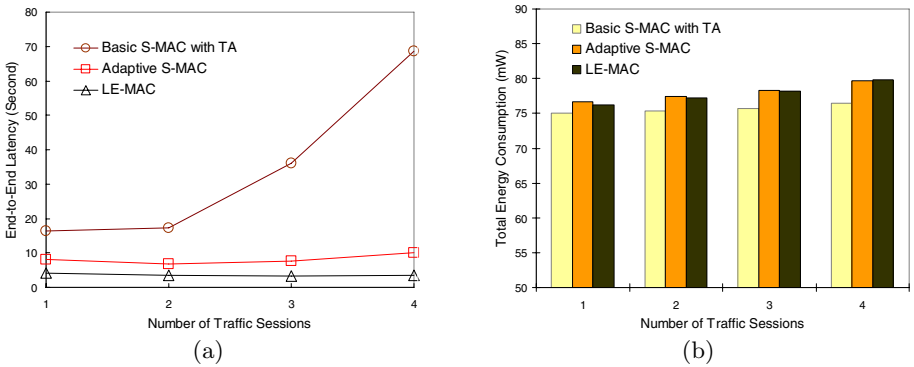 80
70
60
50
40
30
20
10
0
End-to-End Latency (Second)
Basic S-MAC with TA
Adaptive S-MAC
LE-MAC
1 2 3 4
Number of Traffic Sessions
(a)
90
85
80
75
70
65
60
55
50
Total Energy Consumption (mW)
Basic S-MAC with TA
Adaptive S-MAC
LE-MAC
1 2 3 4
Number of Traffic Sessions
(b)